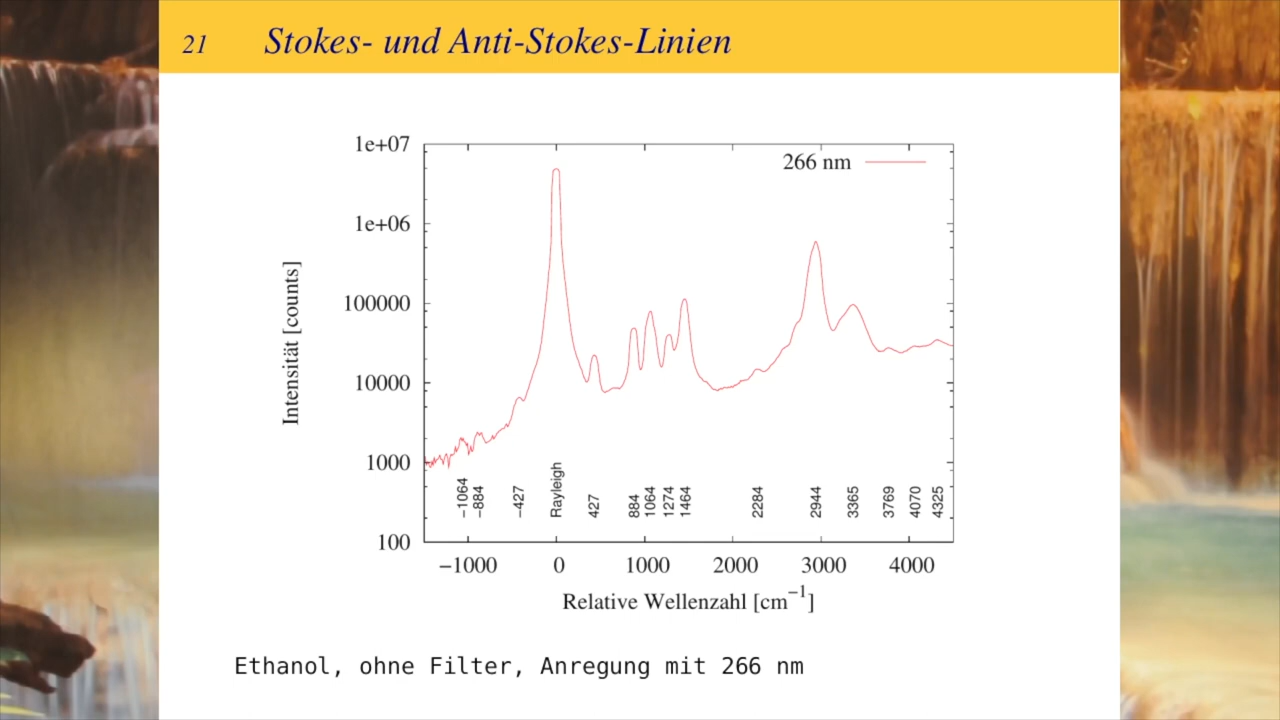 21 Stokes- und Anti-Stokes-Linien
1e+07
1e+06
100000
10000
1000
100
Intensität [counts]
266 nm
−1064
−884
−427
Rayleigh
427
884
1064
1274
1464
2284
2944
3365
3769
4070
4325
−1000 0 1000 2000 3000 4000
Relative Wellenzahl [cm⁻¹]
Ethanol, ohne Filter, Anregung mit 266 nm